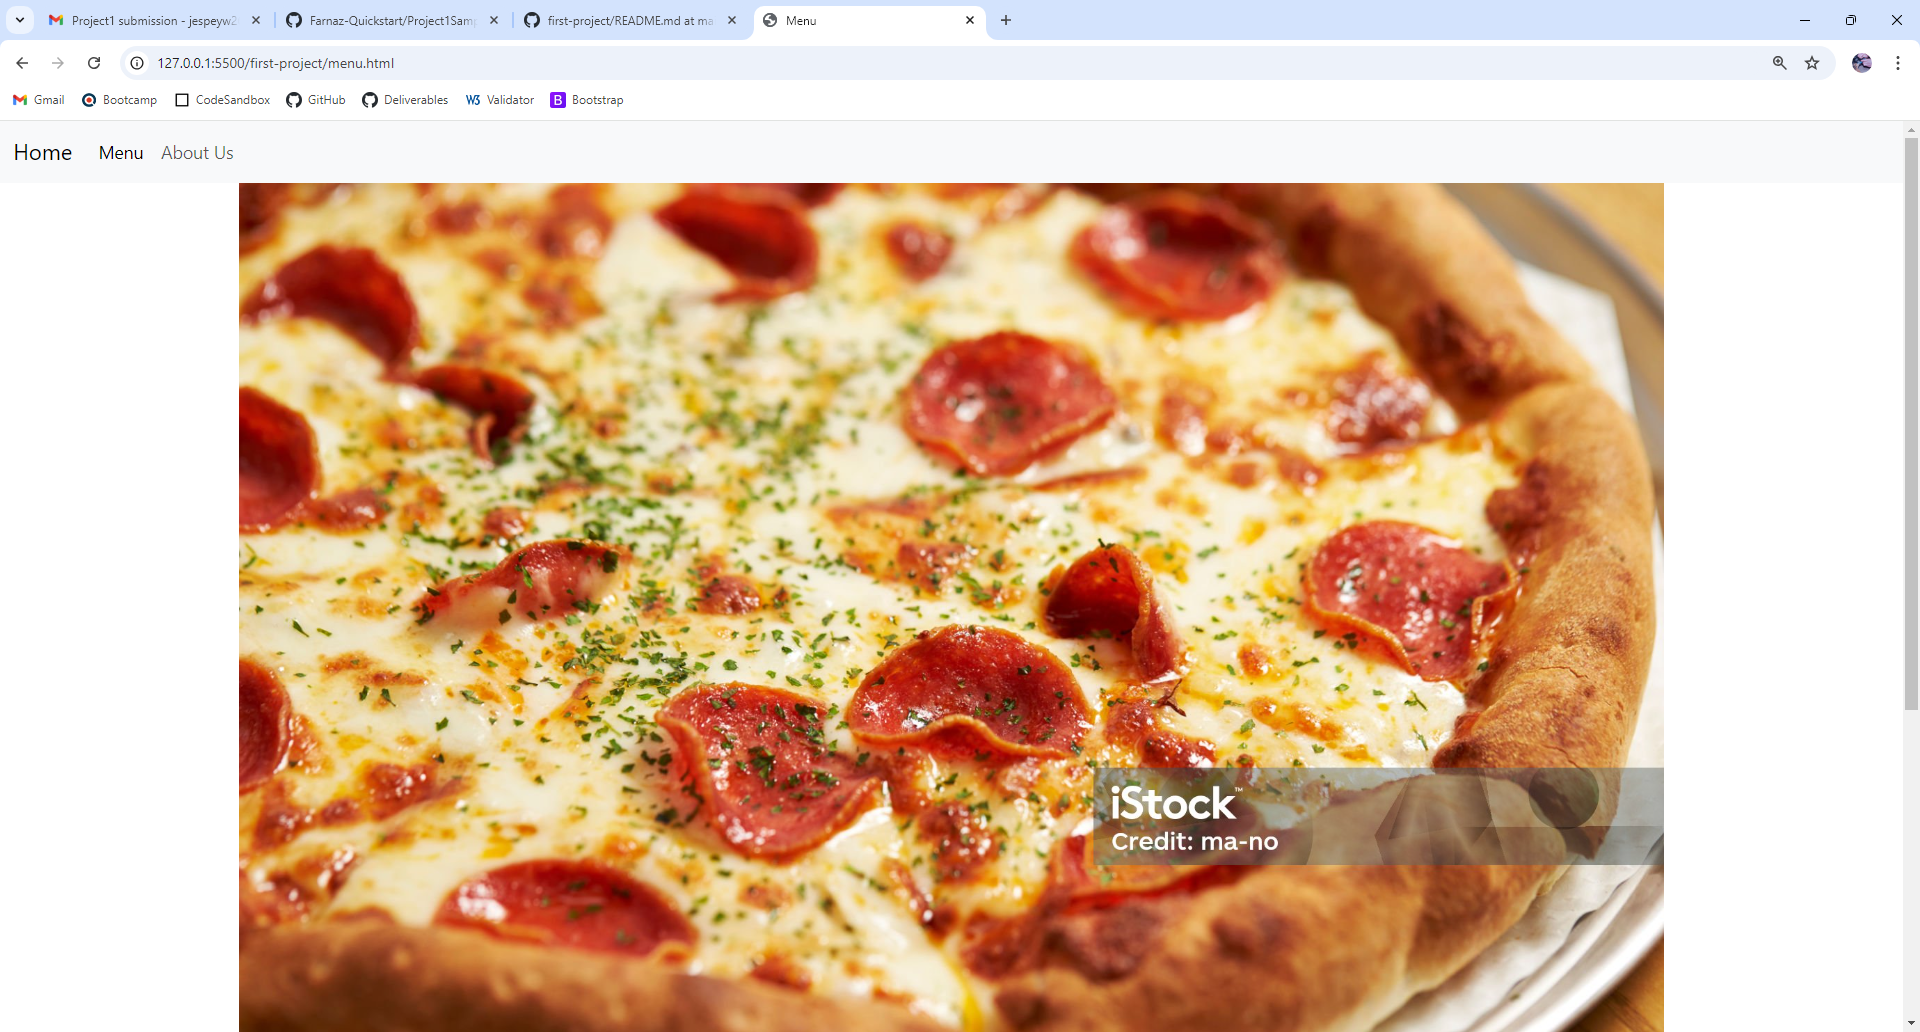 Project1 submission - jespeyw2
Farnaz-Quickstart/Project1Sam
first-project/README.md at ma
Menu
127.0.0.1:5500/first-project/menu.html
Gmail
Bootcamp
CodeSandbox
GitHub
Deliverables
W3 Validator
B Bootstrap
Home
Menu
About Us
iStock™
Credit: ma-no